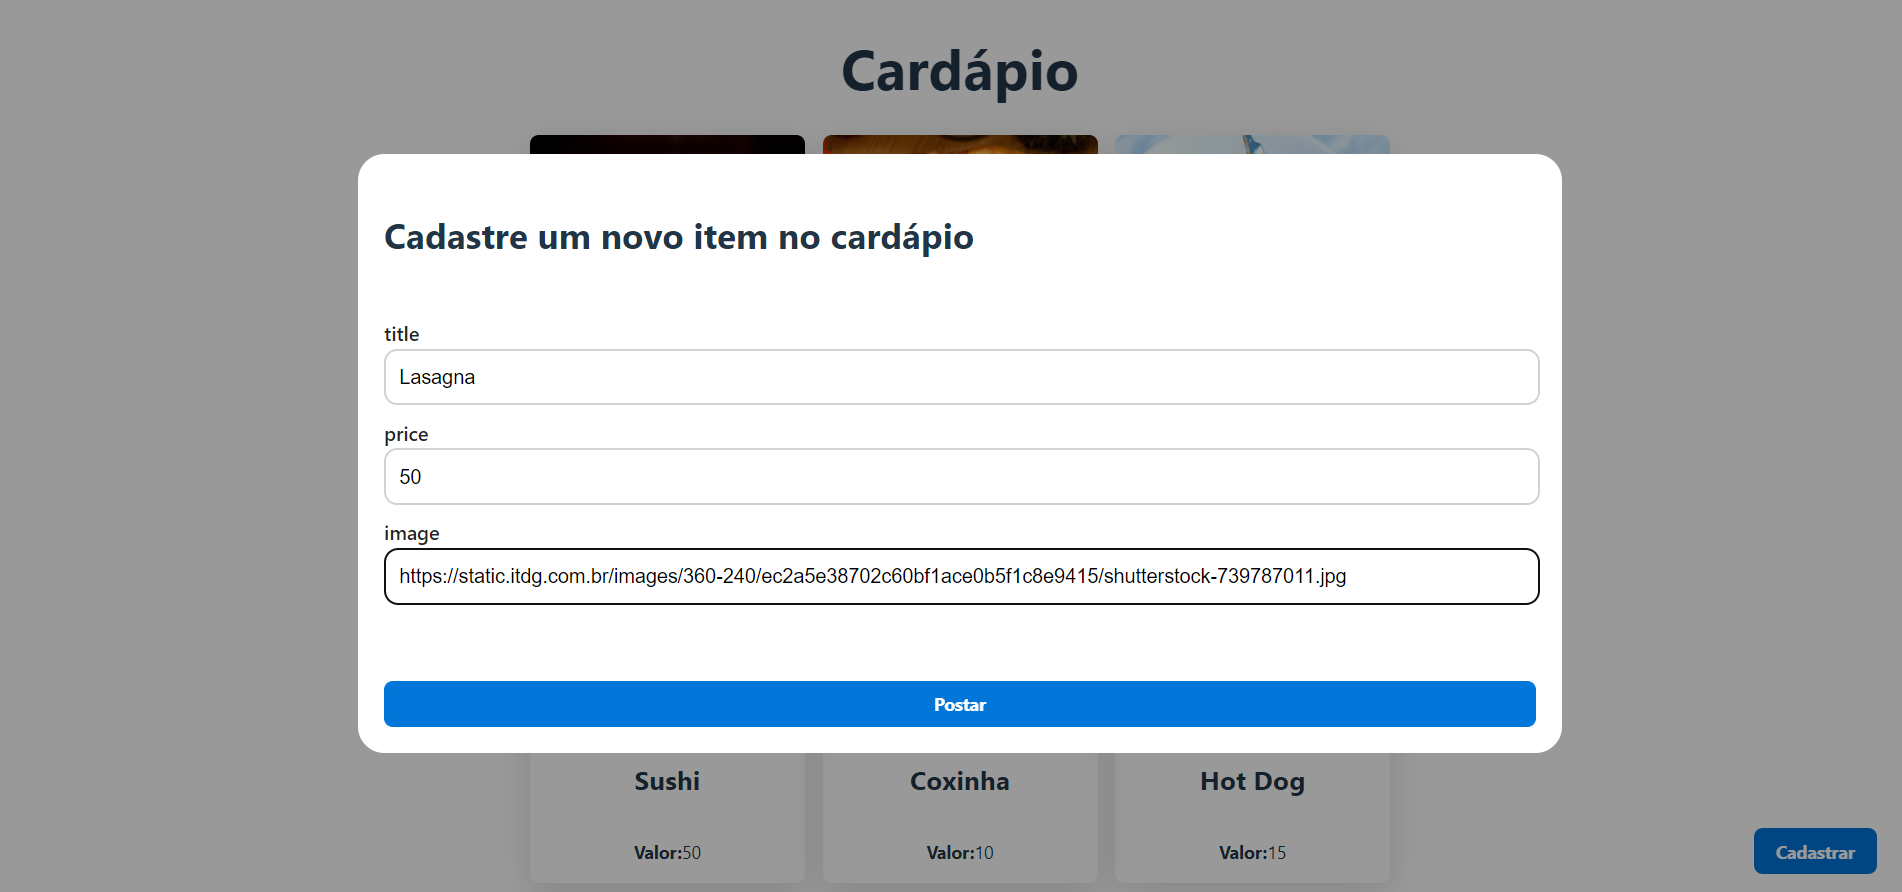 Cardápio
Cadastre um novo item no cardápio
title
Lasagna
price
50
image
https://static.itdg.com.br/images/360-240/ec2a5e38702c60bf1ace0b5f1c8e9415/shutterstock-739787011.jpg
Postar
Sushi
Coxinha
Hot Dog
Valor:50
Valor:10
Valor:15
Cadastrar